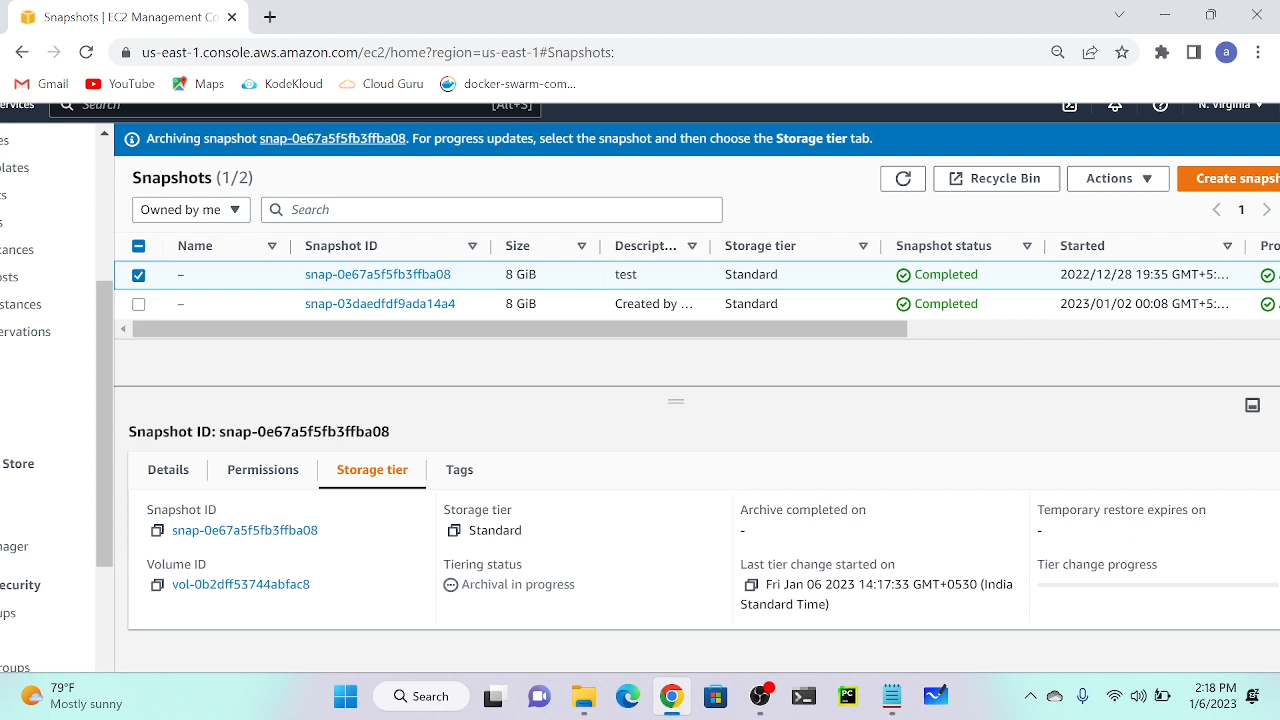 Snapshots | EC2 Management Co
us-east-1.console.aws.amazon.com/ec2/home?region=us-east-1#Snapshots:
a
Gmail
YouTube
Maps
KodeKloud
Cloud Guru
docker-swarm-com...
ervices
Search
[Alt+S]
N. Virginia
es
plates
ts
s
tances
osts
stances
ervations
Store
nager
ecurity
ups
roups
Archiving snapshot snap-0e67a5f5fb3ffba08. For progress updates, select the snapshot and then choose the Storage tier tab.
Snapshots (1/2)
Recycle Bin
Actions
Create snapsh
Owned by me
Search
1
Name Snapshot ID Size Descript... Storage tier Snapshot status Started Pro
– snap-0e67a5f5fb3ffba08 8 GiB test Standard Completed 2022/12/28 19:35 GMT+5:...
– snap-03daedfdf9ada14a4 8 GiB Created by ... Standard Completed 2023/01/02 00:08 GMT+5:...
Snapshot ID: snap-0e67a5f5fb3ffba08
Details Permissions Storage tier Tags
Snapshot ID
snap-0e67a5f5fb3ffba08
Storage tier
Standard
Archive completed on
-
Temporary restore expires on
-
Volume ID
vol-0b2dff53744abfac8
Tiering status
Archival in progress
Last tier change started on
Fri Jan 06 2023 14:17:33 GMT+0530 (India
Standard Time)
Tier change progress
79°F
Mostly sunny
Search
PC
2:18 PM
1/6/2023